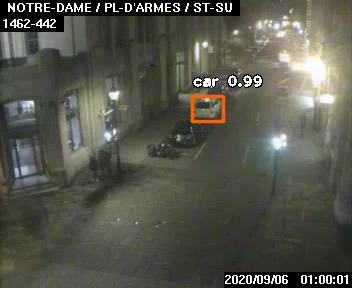 NOTRE-DAME / PL-D'ARMES / ST-SU
1462-442
car 0.99
2020/09/06 01:00:01